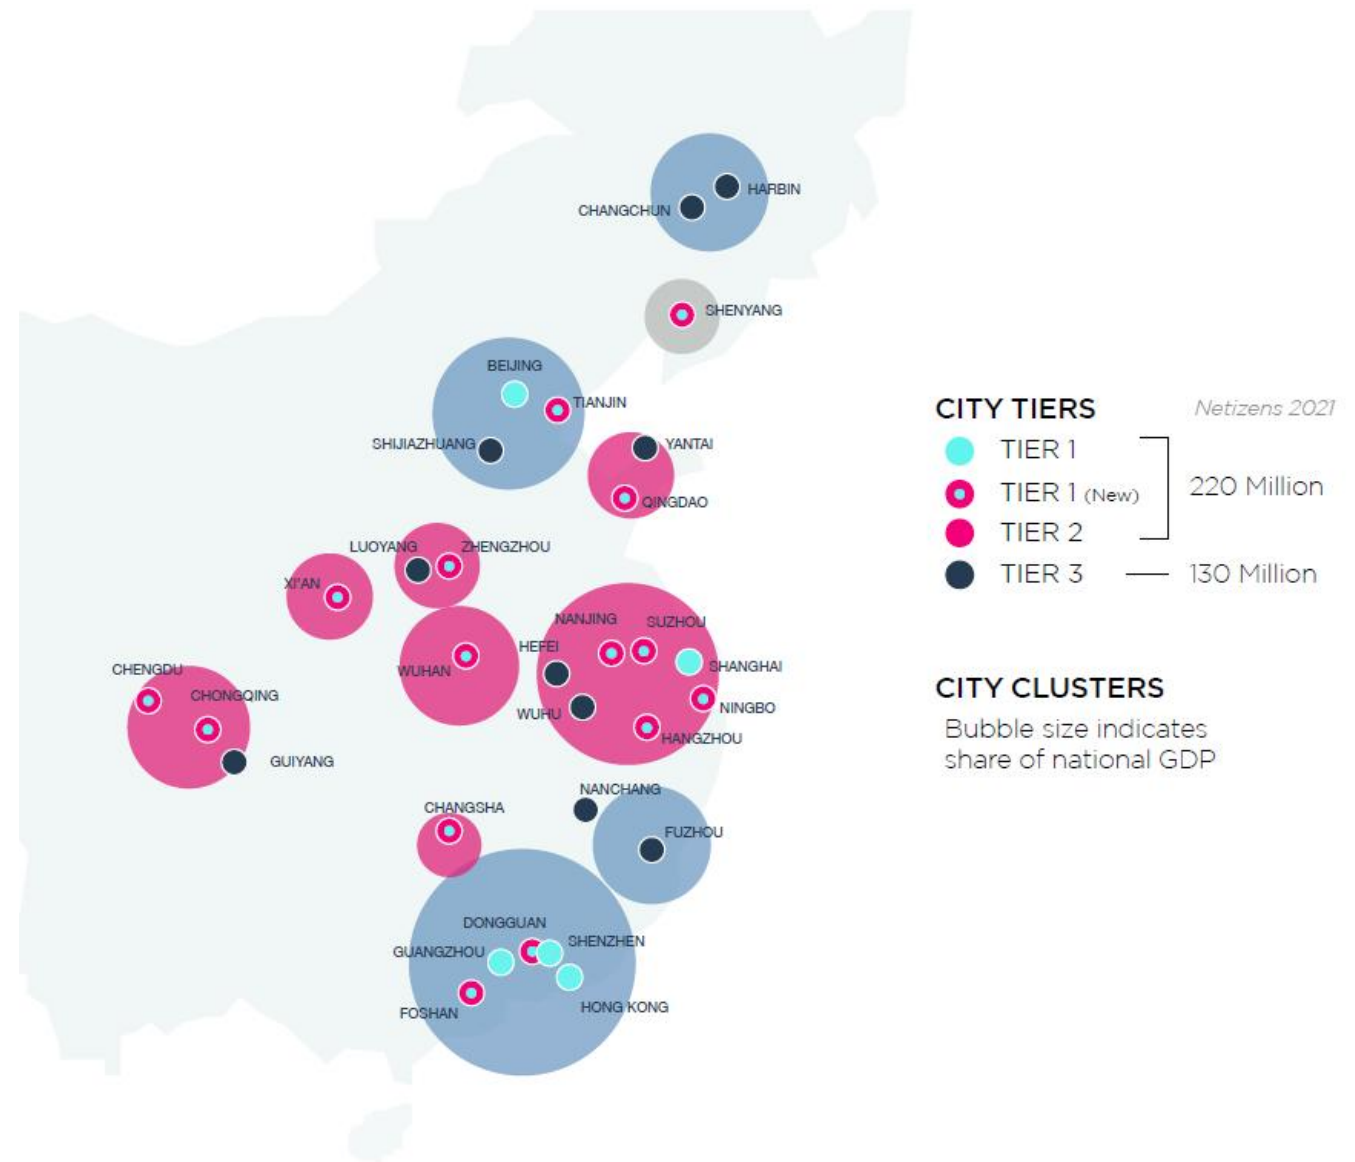 HARBIN
CHANGCHUN
SHENYANG
BEIJING
TIANJIN
SHIJIAZHUANG
YANTAI
QINGDAO
LUOYANG
ZHENGZHOU
XI'AN
NANJING
SUZHOU
HEFEI
SHANGHAI
WUHAN
CHENGDU
CHONGQING
WUHU
NINGBO
HANGZHOU
GUIYANG
NANCHANG
CHANGSHA
FUZHOU
DONGGUAN
SHENZHEN
GUANGZHOU
FOSHAN
HONG KONG
CITY TIERS
Netizens 2021
TIER 1
TIER 1 (New)
220 Million
TIER 2
TIER 3
130 Million
CITY CLUSTERS
Bubble size indicates
share of national GDP